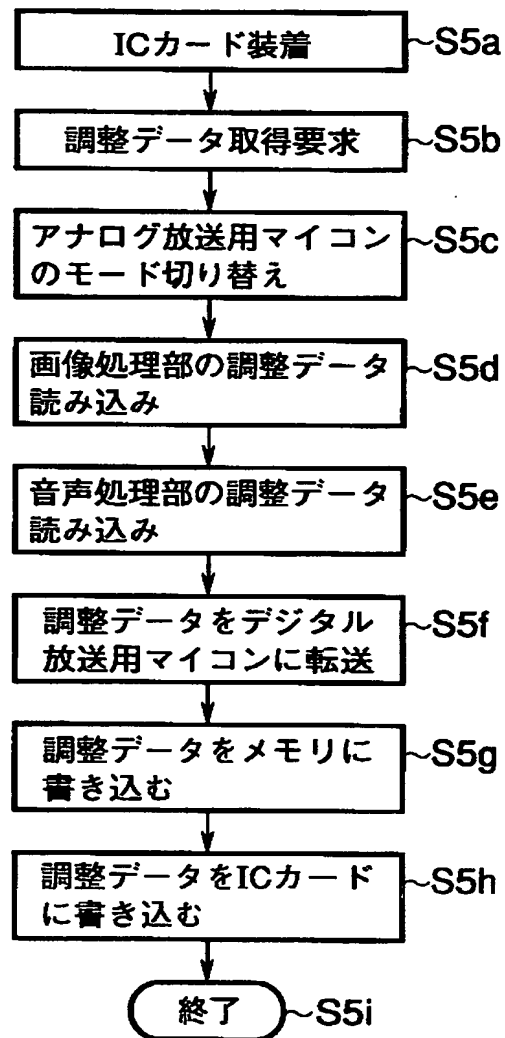 ICカード装着 ~S5a
調整データ取得要求 ~S5b
アナログ放送用マイコン ~S5c
のモード切り替え
画像処理部の調整データ ~S5d
読み込み
音声処理部の調整データ ~S5e
読み込み
調整データをデジタル ~S5f
放送用マイコンに転送
調整データをメモリに ~S5g
書き込む
調整データをICカード ~S5h
に書き込む
終了 ~S5i